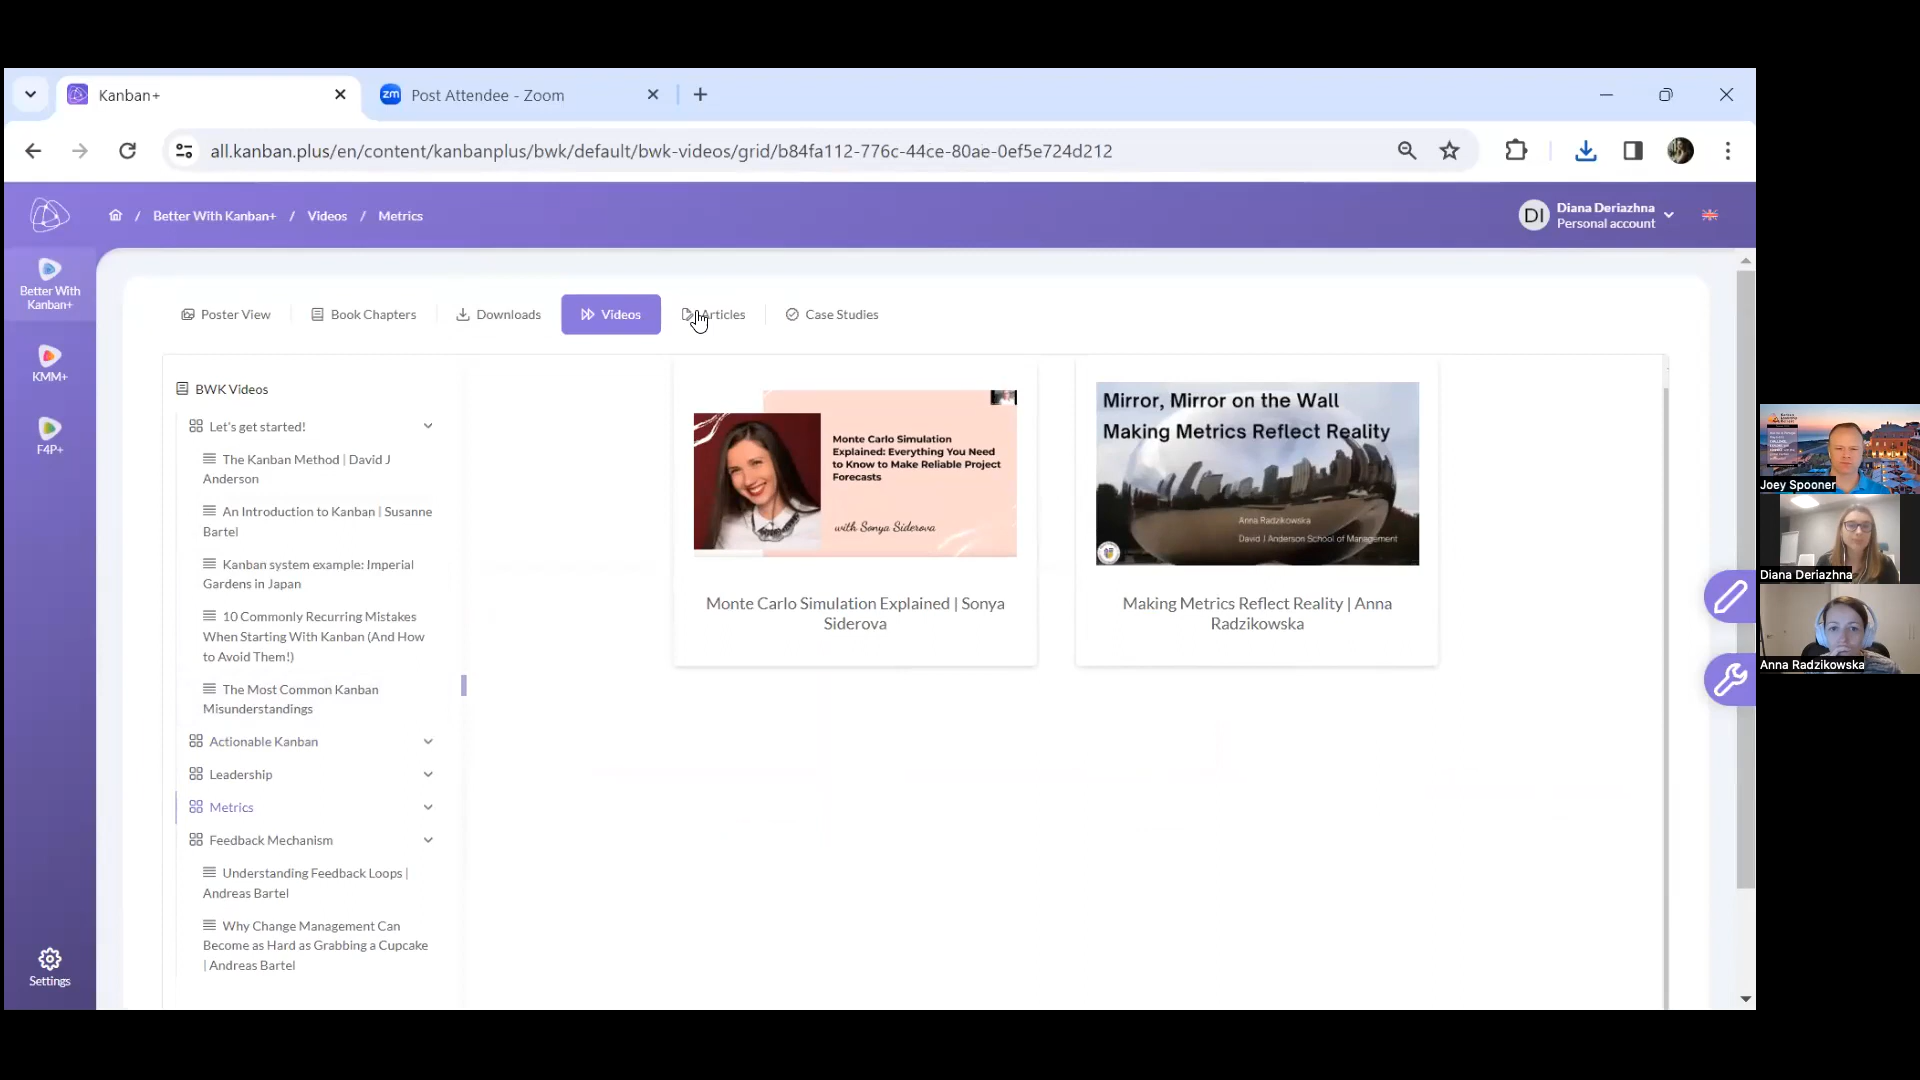 Kanban+
zm
Post Attendee - Zoom
all.kanban.plus/en/content/kanbanplus/bwk/default/bwk-videos/grid/b84fa112-776c-44ce-80ae-0ef5e724d212
/ Better With Kanban+ / Videos / Metrics
DI
Diana Deriazhna
Personal account
Better With
Kanban+
KMM+
F4P+
Settings
Poster View
Book Chapters
Downloads
Videos
Articles
Case Studies
BWK Videos
Let's get started!
The Kanban Method | David J
Anderson
An Introduction to Kanban | Susanne
Bartel
Kanban system example: Imperial
Gardens in Japan
10 Commonly Recurring Mistakes
When Starting With Kanban (And How
to Avoid Them!)
The Most Common Kanban
Misunderstandings
Actionable Kanban
Leadership
Metrics
Feedback Mechanism
Understanding Feedback Loops |
Andreas Bartel
Why Change Management Can
Become as Hard as Grabbing a Cupcake
| Andreas Bartel
Monte Carlo Simulation
Explained: Everything You Need
to Know to Make Reliable Project
Forecasts
with Sonya Siderova
Monte Carlo Simulation Explained | Sonya
Siderova
Mirror, Mirror on the Wall
Making Metrics Reflect Reality
Anna Radzikowska
David J Anderson School of Management
Making Metrics Reflect Reality | Anna
Radzikowska
Joey Spooner
Diana Deriazhna
Anna Radzikowska